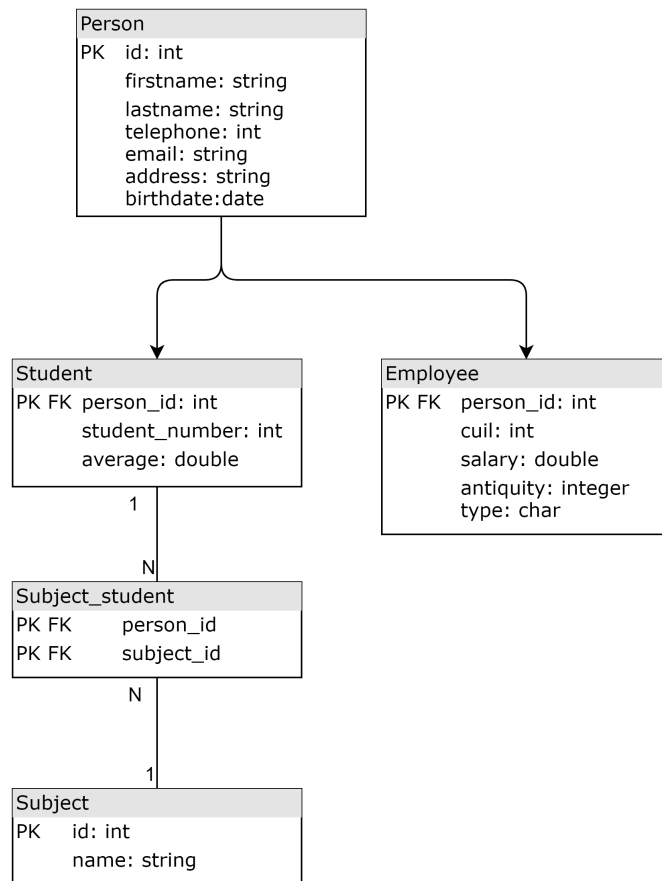 Person
PK id: int
firstname: string
lastname: string
telephone: int
email: string
address: string
birthdate:date
Student
PK FK person_id: int
student_number: int
average: double
Employee
PK FK person_id: int
cuil: int
salary: double
antiquity: integer
type: char
1
N
Subject_student
PK FK person_id
PK FK subject_id
N
1
Subject
PK id: int
name: string